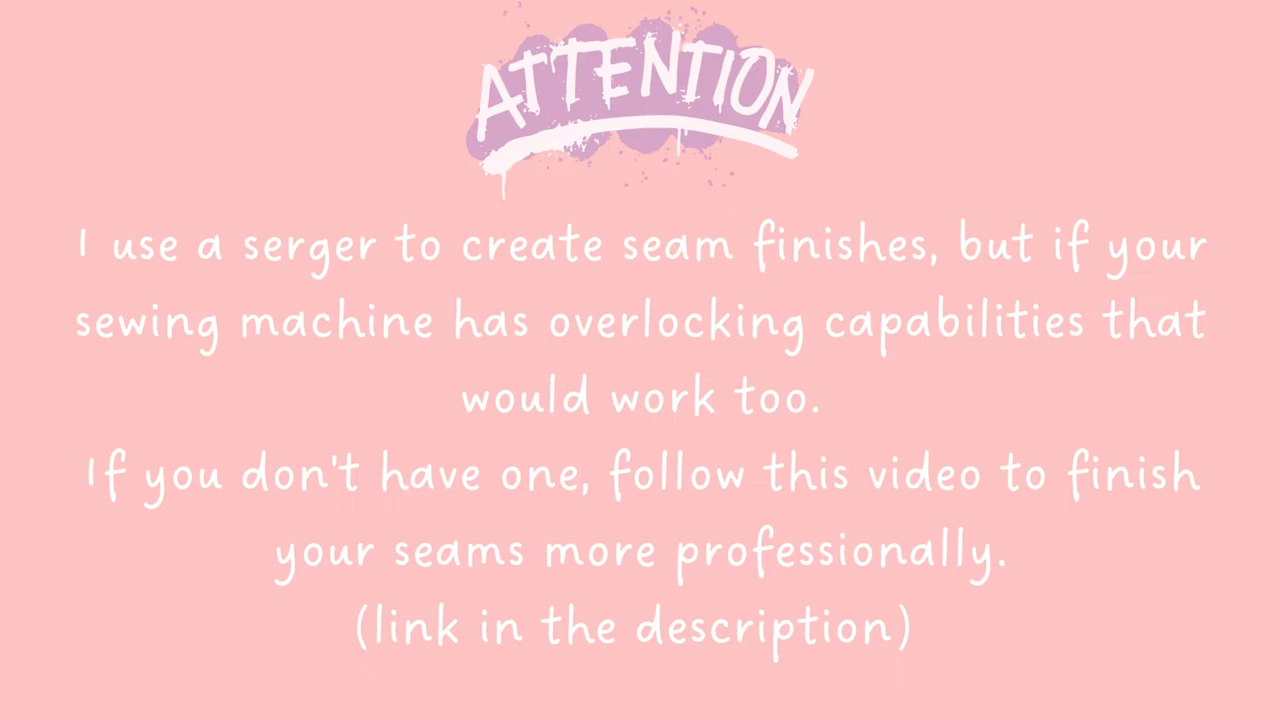 ATTENTION
I use a serger to create seam finishes, but if your
sewing machine has overlocking capabilities that
would work too.
If you don't have one, follow this video to finish
your seams more professionally.
(link in the description)